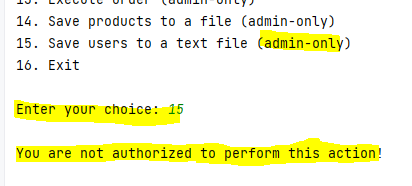 13. Execute order (admin-only)
14. Save products to a file (admin-only)
15. Save users to a text file (admin-only)
16. Exit
Enter your choice: 15
You are not authorized to perform this action!